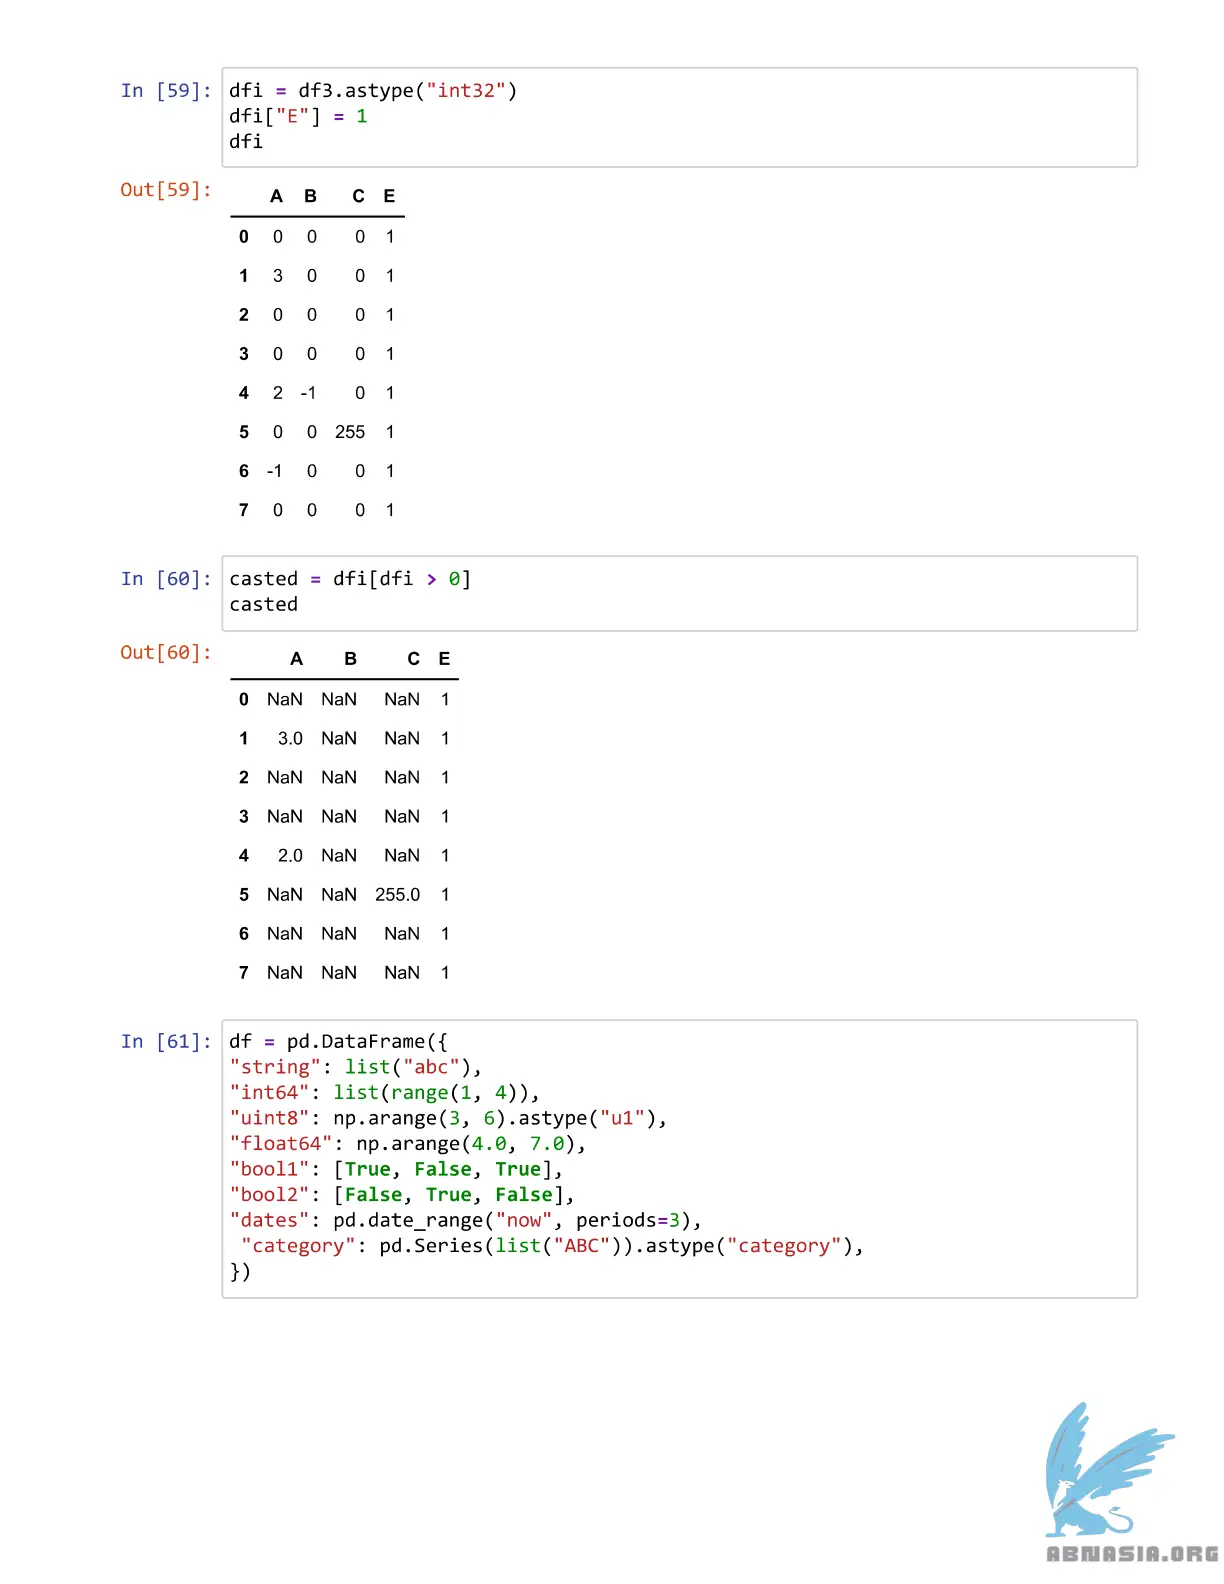 In [59]: dfi = df3.astype("int32")
dfi["E"] = 1
dfi
Out[59]: A B C E
0 0 0 0 1
1 3 0 0 1
2 0 0 0 1
3 0 0 0 1
4 2 -1 0 1
5 0 0 255 1
6 -1 0 0 1
7 0 0 0 1
In [60]: casted = dfi[dfi > 0]
casted
Out[60]: A B C E
0 NaN NaN NaN 1
1 3.0 NaN NaN 1
2 NaN NaN NaN 1
3 NaN NaN NaN 1
4 2.0 NaN NaN 1
5 NaN NaN 255.0 1
6 NaN NaN NaN 1
7 NaN NaN NaN 1
In [61]: df = pd.DataFrame({
"string": list("abc"),
"int64": list(range(1, 4)),
"uint8": np.arange(3, 6).astype("u1"),
"float64": np.arange(4.0, 7.0),
"bool1": [True, False, True],
"bool2": [False, True, False],
"dates": pd.date_range("now", periods=3),
"category": pd.Series(list("ABC")).astype("category"),
})
ABNASIA.ORG